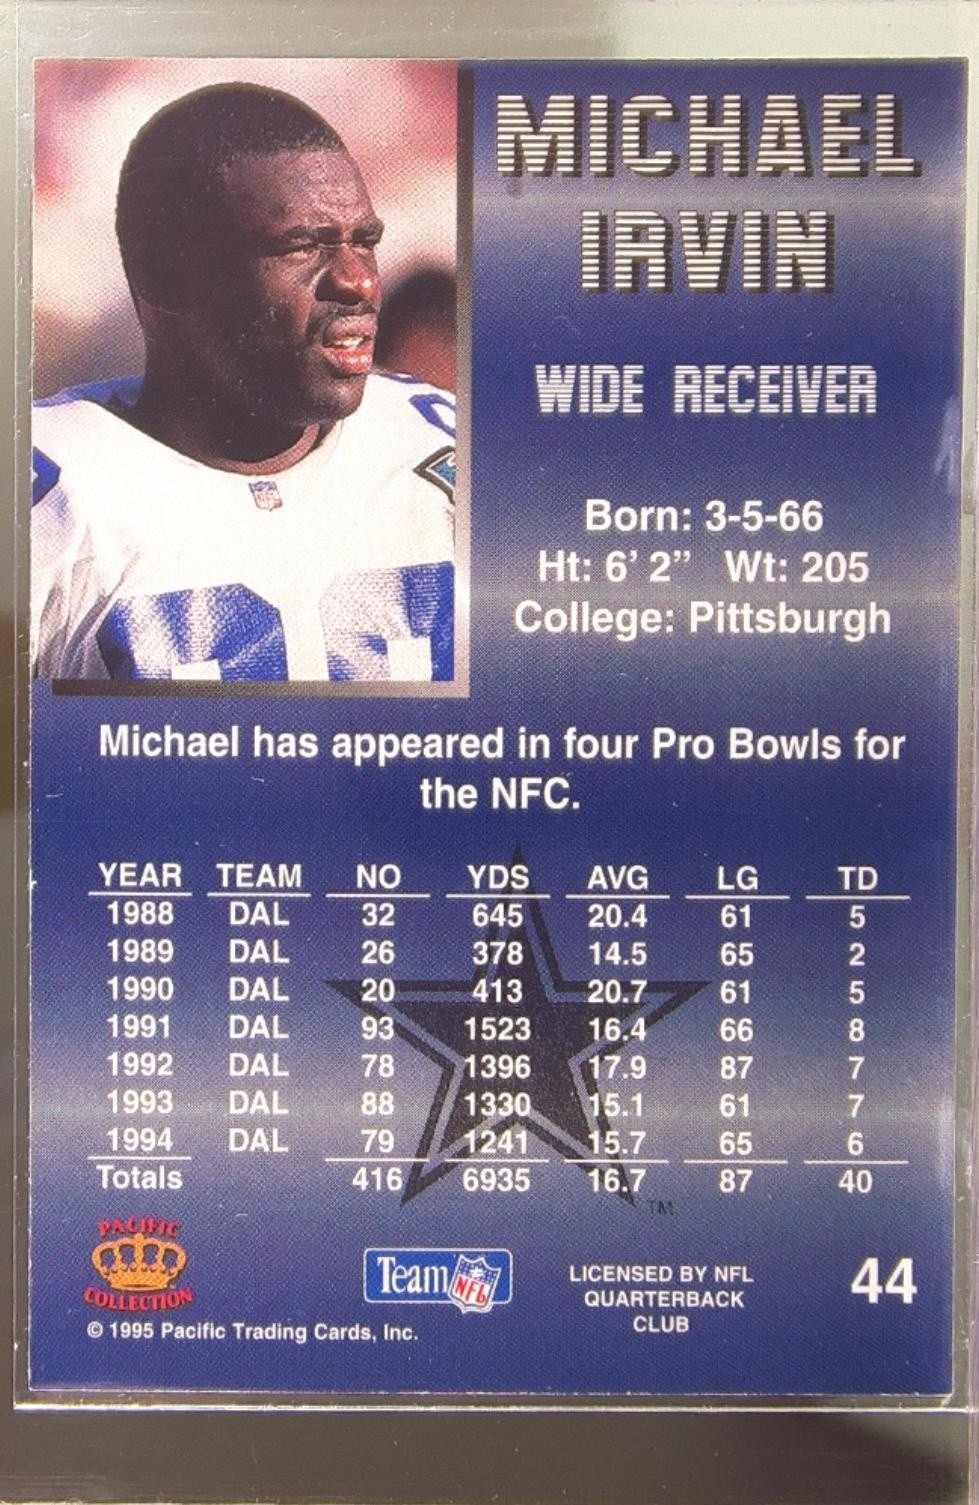 MICHAEL
IRVIN
WIDE RECEIVER
Born: 3-5-66
Ht: 6' 2” Wt: 205
College: Pittsburgh
NFL
Michael has appeared in four Pro Bowls for
the NFC.
YEAR TEAM NO YDS AVG LG TD
1988 DAL 32 645 20.4 61 5
1989 DAL 26 378 14.5 65 2
1990 DAL 20 413 20.7 61 5
1991 DAL 93 1523 16.4 66 8
1992 DAL 78 1396 17.9 87 7
1993 DAL 88 1330 15.1 61 7
1994 DAL 79 1241 15.7 65 6
Totals 416 6935 16.7 87 40
TM
PACIFIC
COLLECTION
Team NFL
LICENSED BY NFL
QUARTERBACK
CLUB
44
© 1995 Pacific Trading Cards, Inc.